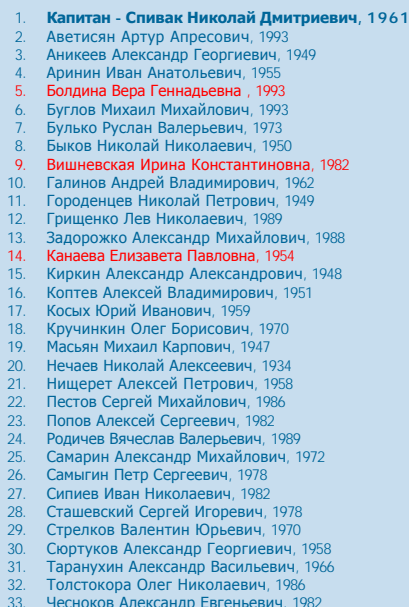 1. Капитан - Спивак Николай Дмитриевич, 1961
2. Аветисян Артур Апресович, 1993
3. Аникеев Александр Георгиевич, 1949
4. Аринин Иван Анатольевич, 1955
5. Болдина Вера Геннадьевна , 1993
6. Буглов Михаил Михайлович, 1993
7. Булько Руслан Валерьевич, 1973
8. Быков Николай Николаевич, 1950
9. Вишневская Ирина Константиновна, 1982
10. Галинов Андрей Владимирович, 1962
11. Городенцев Николай Петрович, 1949
12. Грищенко Лев Николаевич, 1989
13. Задорожко Александр Михайлович, 1988
14. Канаева Елизавета Павловна, 1954
15. Киркин Александр Александрович, 1948
16. Коптев Алексей Владимирович, 1951
17. Косых Юрий Иванович, 1959
18. Кручинкин Олег Борисович, 1970
19. Масьян Михаил Карпович, 1947
20. Нечаев Николай Алексеевич, 1934
21. Нищерет Алексей Петрович, 1958
22. Пестов Сергей Михайлович, 1986
23. Попов Алексей Сергеевич, 1982
24. Родичев Вячеслав Валерьевич, 1989
25. Самарин Александр Михайлович, 1972
26. Самыгин Петр Сергеевич, 1978
27. Сипиев Иван Николаевич, 1982
28. Сташевский Сергей Игоревич, 1978
29. Стрелков Валентин Юрьевич, 1970
30. Сюртуков Александр Георгиевич, 1958
31. Таранухин Александр Васильевич, 1966
32. Толстокора Олег Николаевич, 1986
33. Чесноков Александр Евгеньевич, 1982